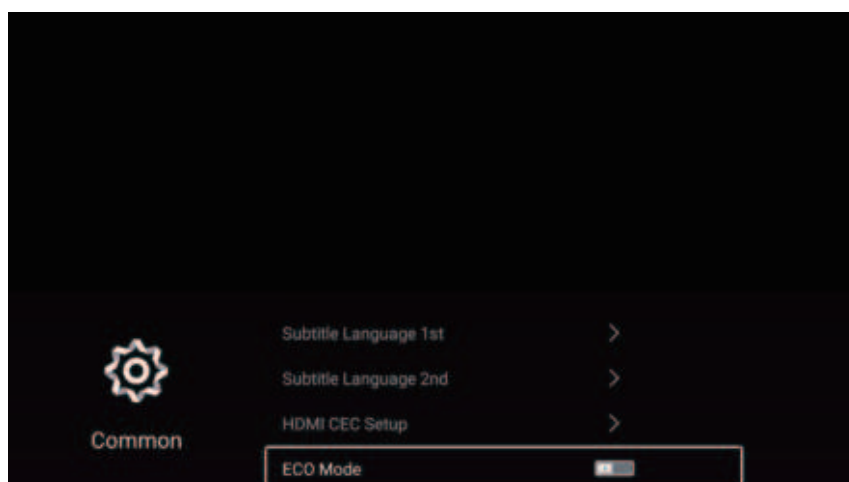 Subtitle Language 1st
Subtitle Language 2nd
HDMI CEC Setup
Common
ECO Mode